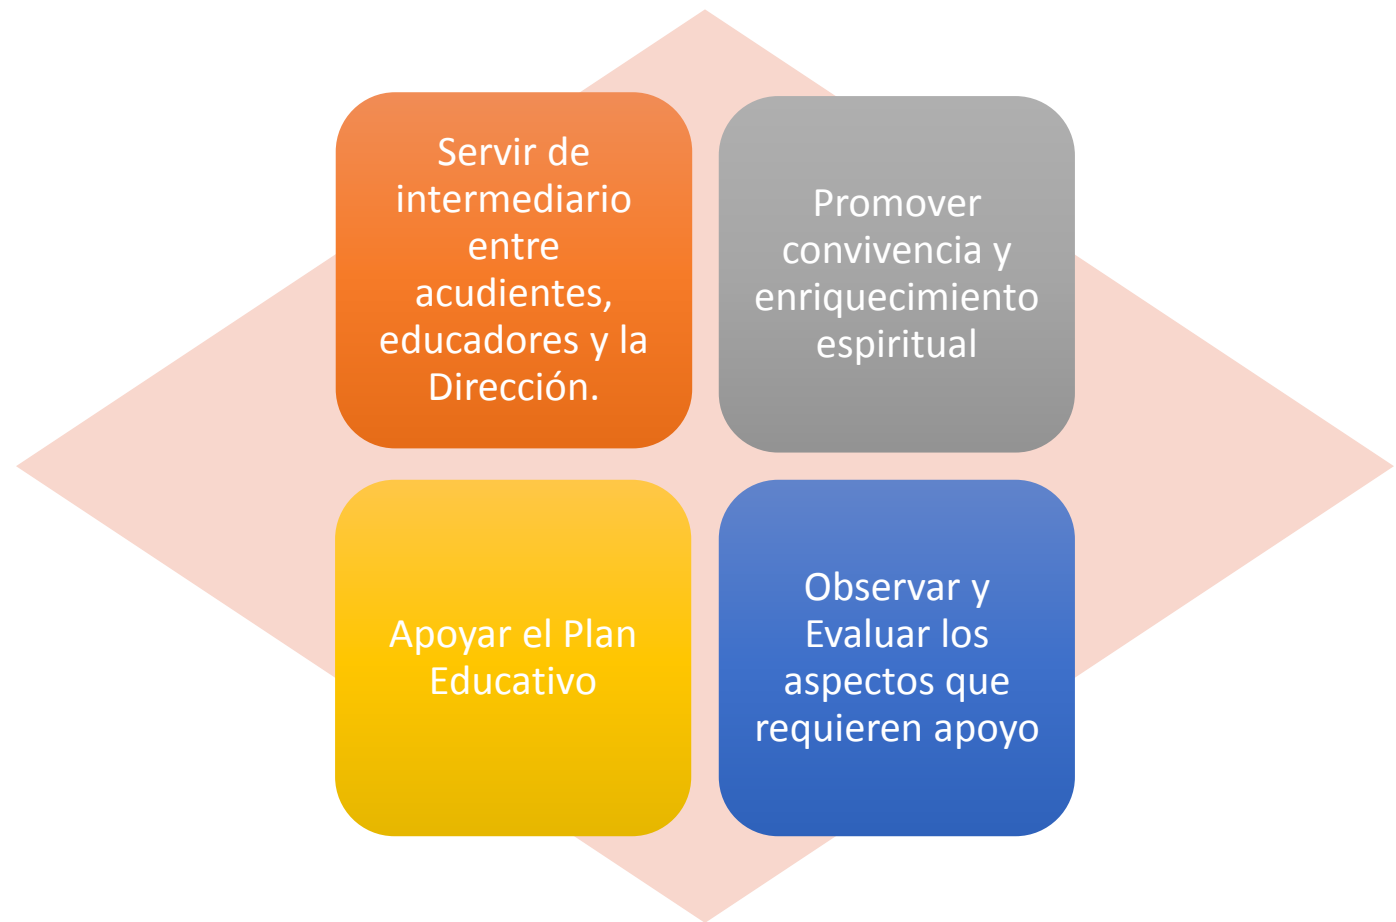 Servir de
intermediario
entre
acudientes,
educadores y la
Dirección.
Promover
convivencia y
enriquecimiento
espiritual
Apoyar el Plan
Educativo
Observar y
Evaluar los
aspectos que
requieren apoyo